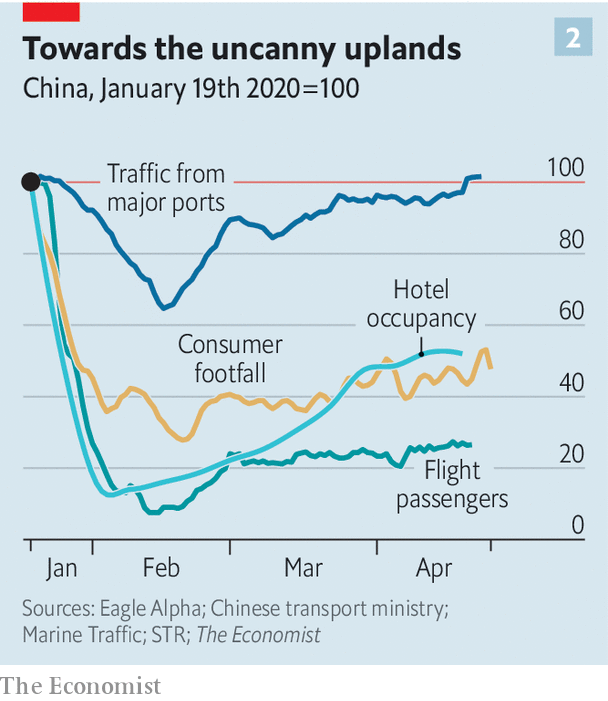 Towards the uncanny uplands
2
China, January 19th 2020=100
Traffic from
major ports
100
80
Hotel
occupancy
60
Consumer
footfall
40
20
Flight
passengers
0
Jan
Feb
Mar
Apr
Sources: Eagle Alpha; Chinese transport ministry;
Marine Traffic; STR; The Economist
The Economist